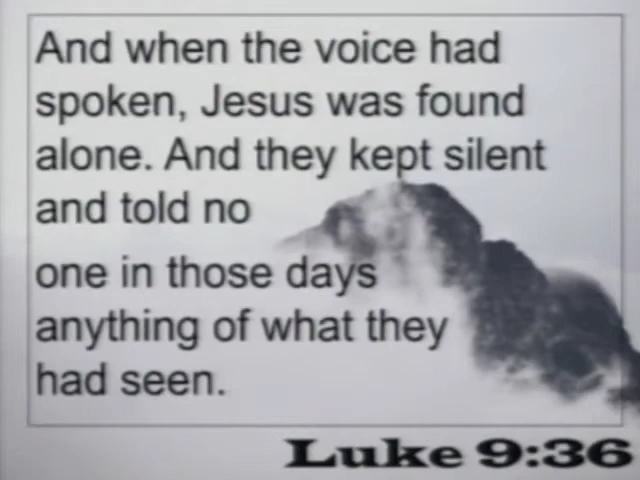 And when the voice had
spoken, Jesus was found
alone. And they kept silent
and told no
one in those days
anything of what they
had seen.
Luke 9:36